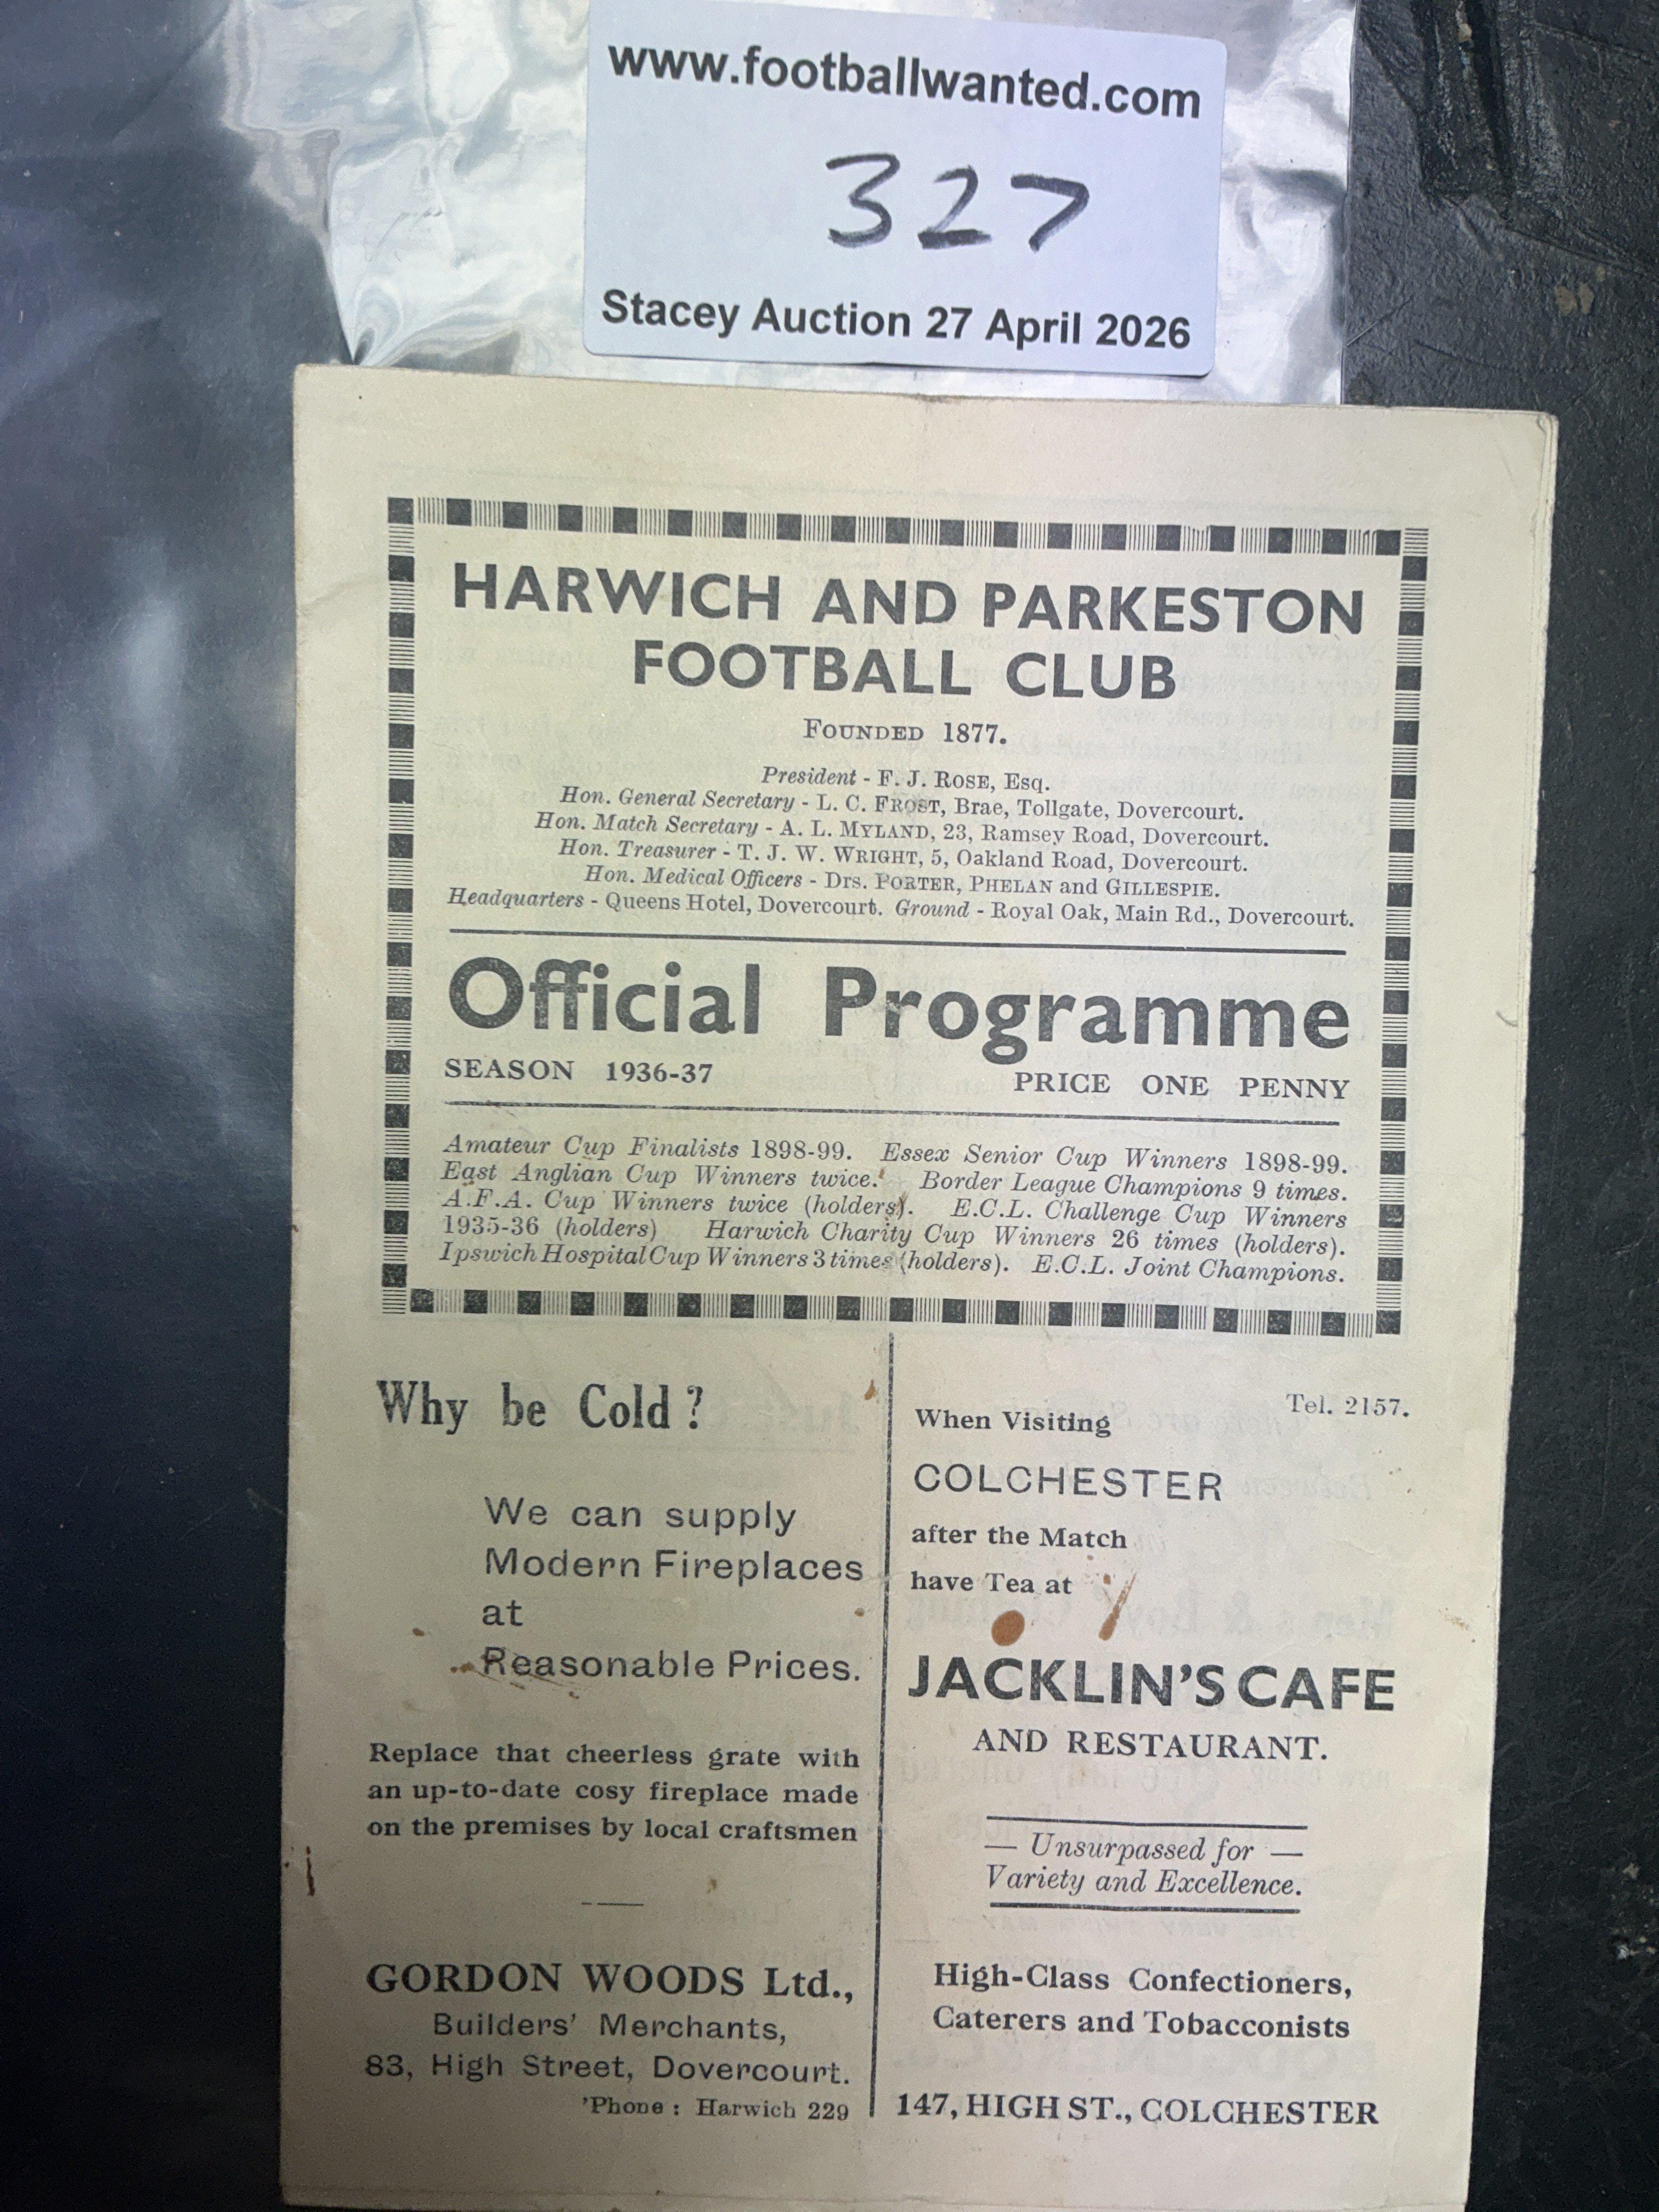 www.footballwanted.com
327
Stacey Auction 27 April 2026
HARWICH AND PARKESTON
FOOTBALL CLUB
FOUNDED 1877.
President - F. J. ROSE, Esq.
Hon. General Secretary - L. C. FROST, Brae, Tollgate, Dovercourt.
Hon. Match Secretary - A. L. MYLAND, 23, Ramsey Road, Dovercourt.
Hon. Treasurer - T. J. W. WRIGHT, 5, Oakland Road, Dovercourt.
Hon. Medical Officers - Drs. PORTER, PHELAN and GILLESPIE.
Headquarters - Queens Hotel, Dovercourt. Ground - Royal Oak, Main Rd., Dovercourt.
Official Programme
SEASON 1936-37 PRICE ONE PENNY
Amateur Cup Finalists 1898-99. Essex Senior Cup Winners 1898-99.
East Anglian Cup Winners twice. Border League Champions 9 times.
A.F.A. Cup Winners twice (holders). E.C.L. Challenge Cup Winners
1935-36 (holders) Harwich Charity Cup Winners 26 times (holders).
Ipswich Hospital Cup Winners 3 times (holders). E.C.L. Joint Champions.
Why be Cold?
We can supply
Modern Fireplaces
at
Reasonable Prices.
Replace that cheerless grate with
an up-to-date cosy fireplace made
on the premises by local craftsmen
GORDON WOODS Ltd.,
Builders' Merchants,
83, High Street, Dovercourt.
'Phone : Harwich 229
Tel. 2157.
When Visiting
COLCHESTER
after the Match
have Tea at
JACKLIN'S CAFE
AND RESTAURANT.
— Unsurpassed for —
Variety and Excellence.
High-Class Confectioners,
Caterers and Tobacconists
147, HIGH ST., COLCHESTER